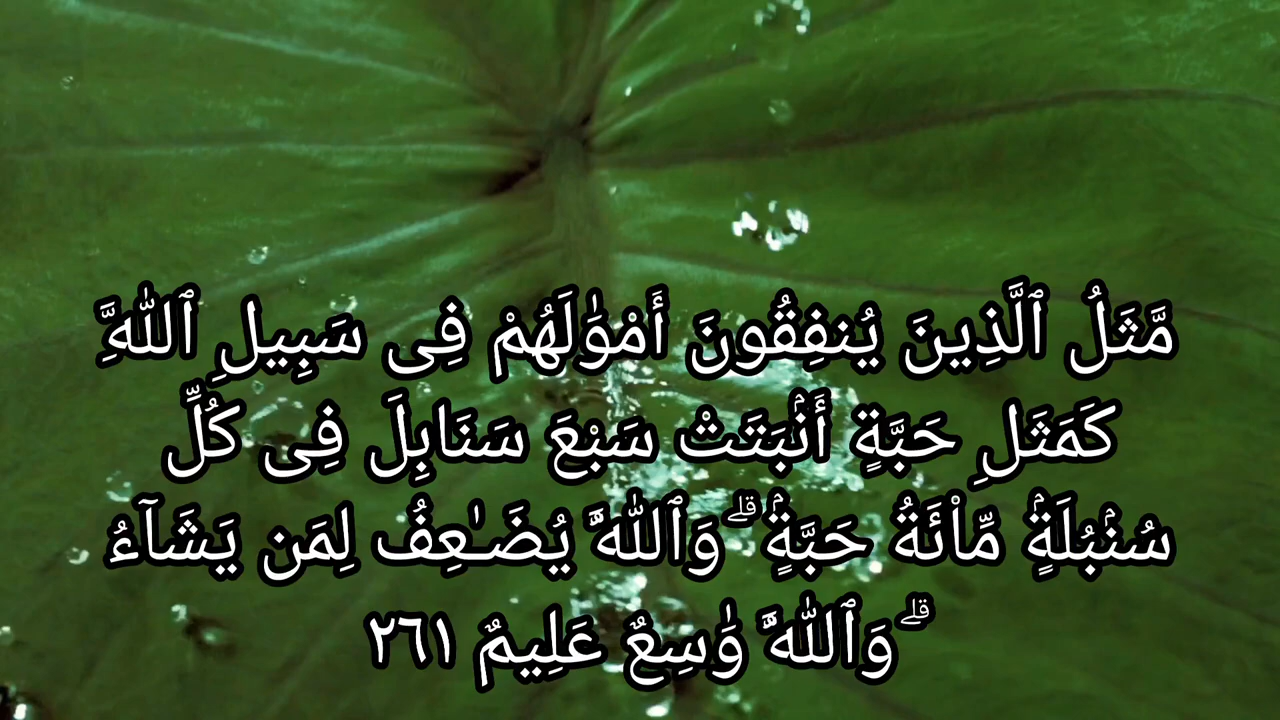 مَّثَلُ ٱلَّذِينَ يُنفِقُونَ أَمْوَٰلَهُمْ فِى سَبِيلِ ٱللَّهِ
كَمَثَلِ حَبَّةٍ أَنۢبَتَتْ سَبْعَ سَنَابِلَ فِى كُلِّ
سُنۢبُلَةٍۢ مِّا۟ئَةُ حَبَّةٍۢ ۗ وَٱللَّهُ يُضَـٰعِفُ لِمَن يَشَآءُ
ۗ وَٱللَّهُ وَٰسِعٌ عَلِيمٌ ٢٦١